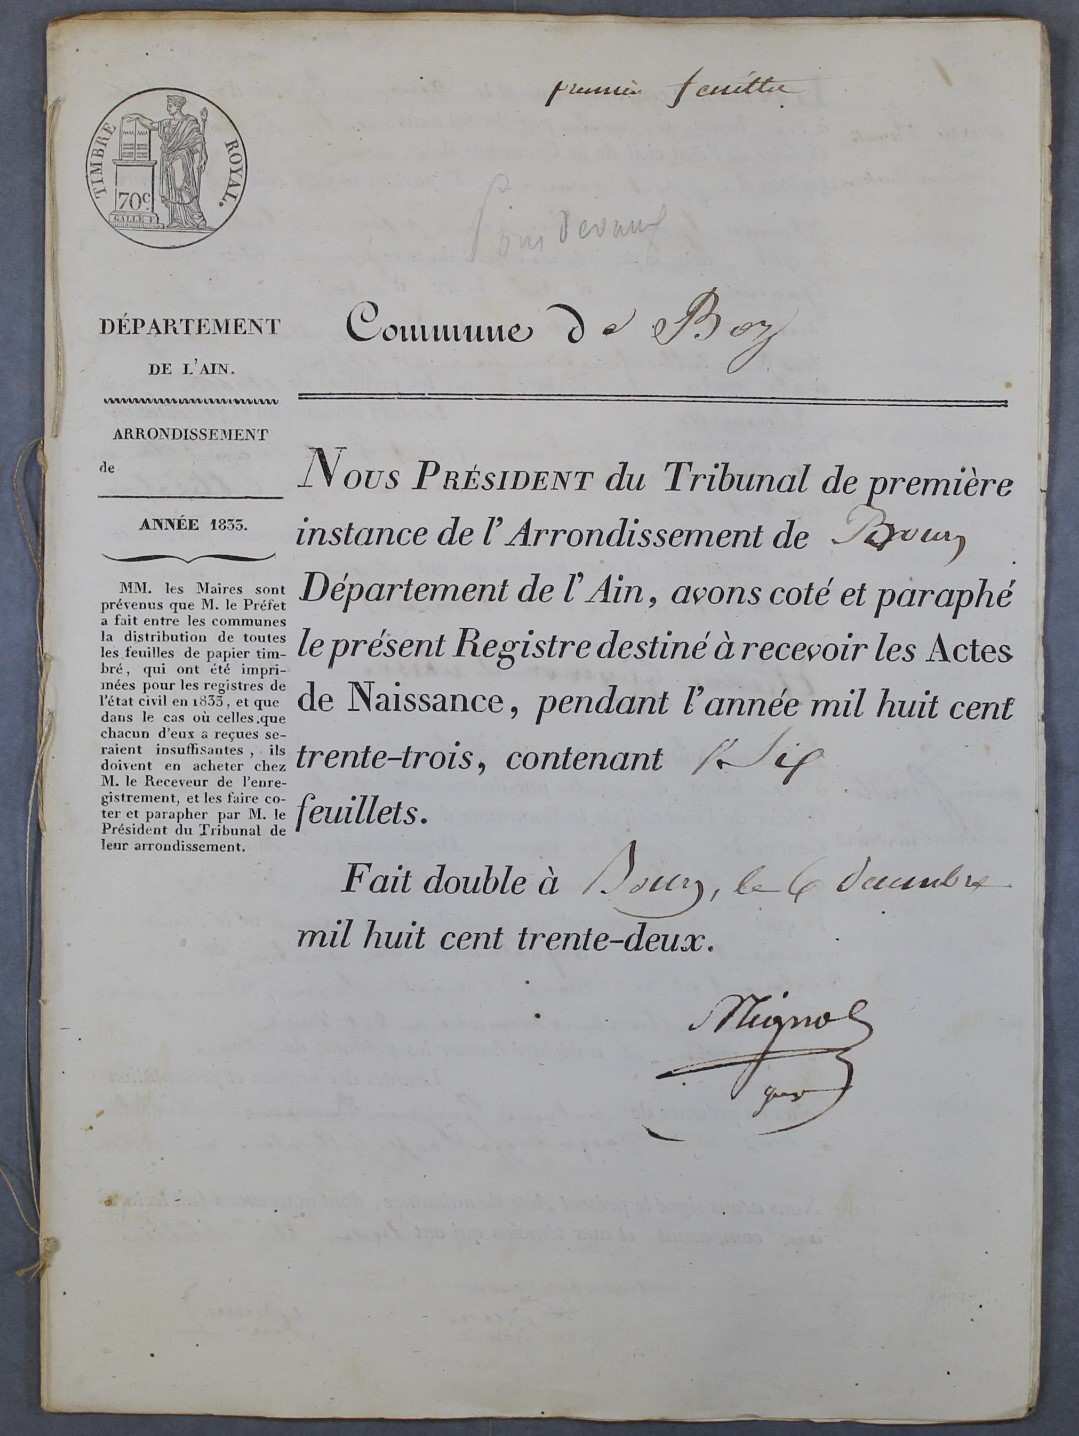 premier feuillet
TIMBRE ROYAL.
70c
GALLE F.
DÉPARTEMENT
DE L'AIN.
ARRONDISSEMENT
de
ANNÉE 1833.
MM. les Maires sont
prévenus que M. le Préfet
a fait entre les communes
la distribution de toutes
les feuilles de papier tim-
bré, qui ont été impri-
mées pour les registres de
l'état civil en 1833, et que
dans le cas où celles que
chacun d'eux a reçues se-
raient insuffisantes, ils
doivent en acheter chez
M. le Receveur de l'enre-
gistrement, et les faire co-
ter et parapher par M. le
Président du Tribunal de
leur arrondissement.
Commune de Boz
NOUS PRÉSIDENT du Tribunal de première
instance de l'Arrondissement de Bourg
Département de l'Ain, avons coté et paraphé
le présent Registre destiné à recevoir les Actes
de Naissance, pendant l'année mil huit cent
trente-trois, contenant Six
feuillets.
Fait double à Bourg, le 6 décembre
mil huit cent trente-deux.